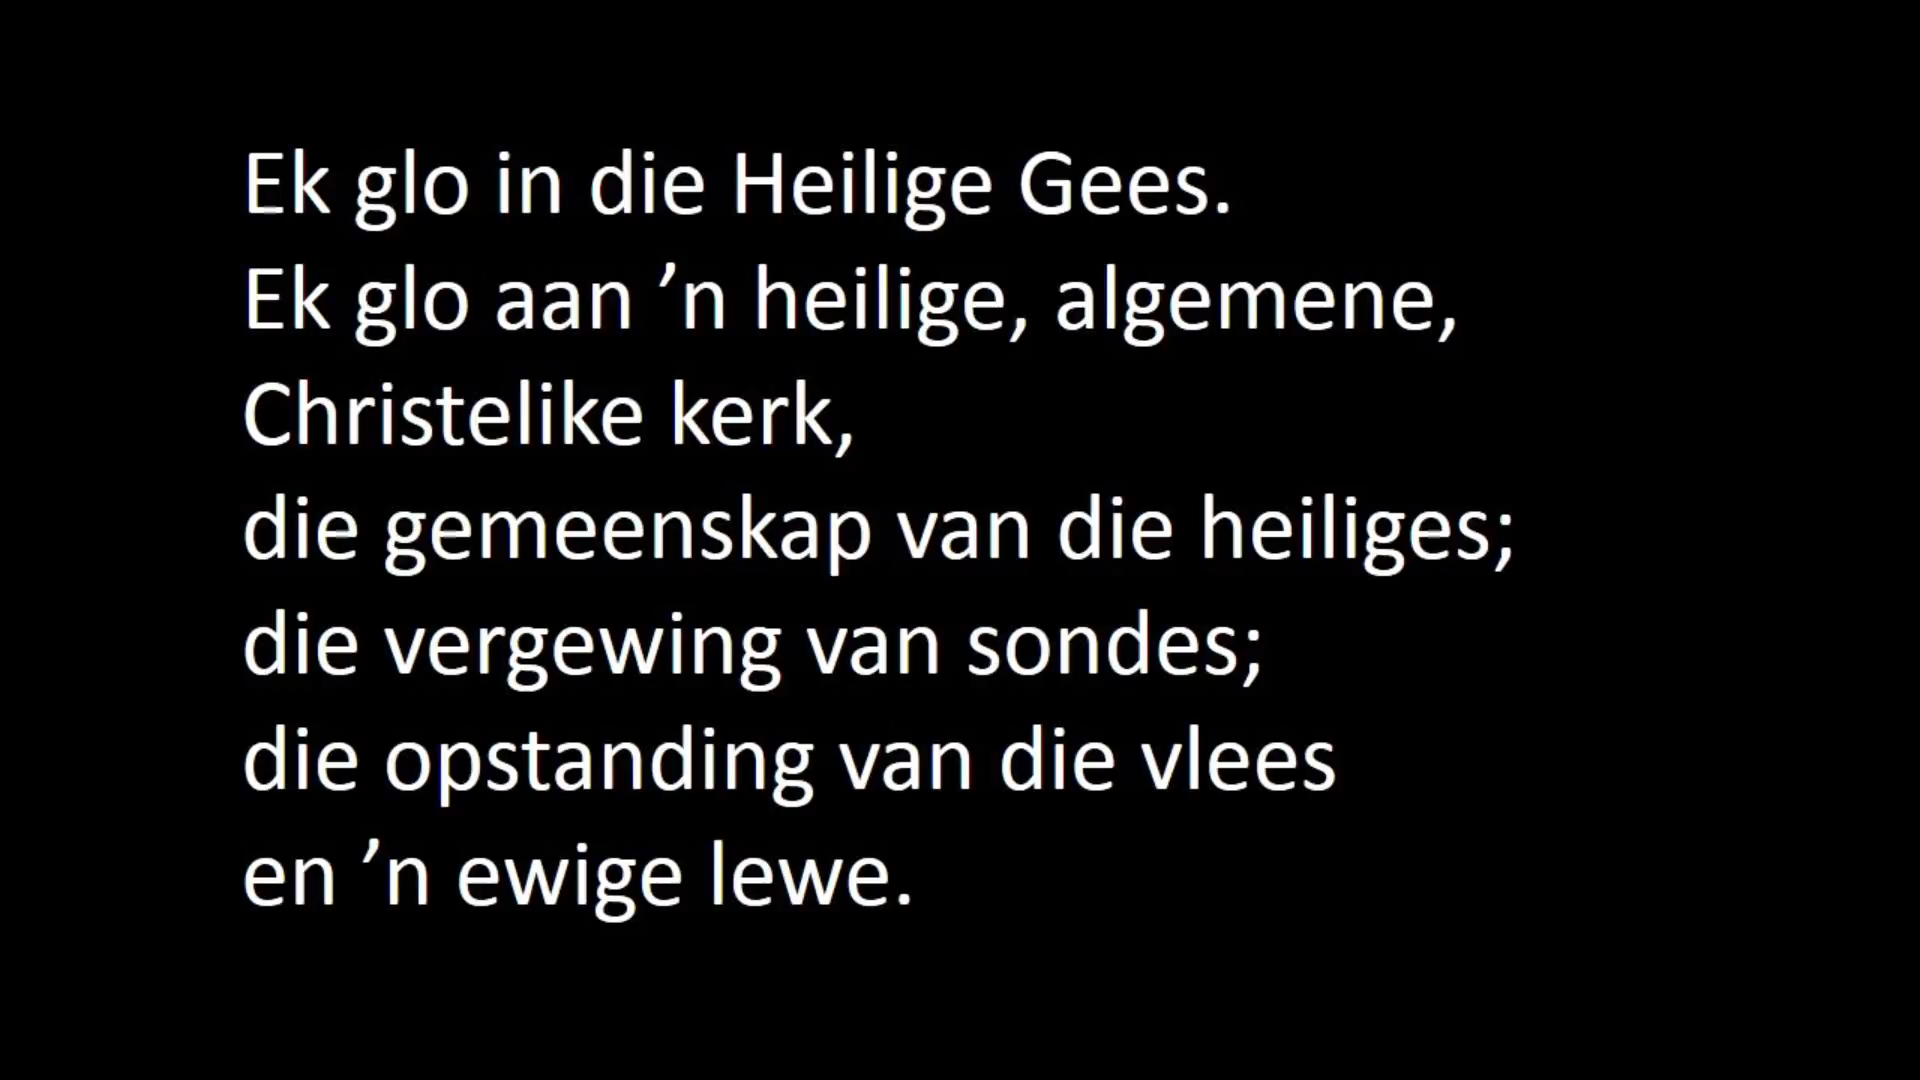 Ek glo in die Heilige Gees.
Ek glo aan ’n heilige, algemene,
Christelike kerk,
die gemeenskap van die heiliges;
die vergewing van sondes;
die opstanding van die vlees
en ’n ewige lewe.